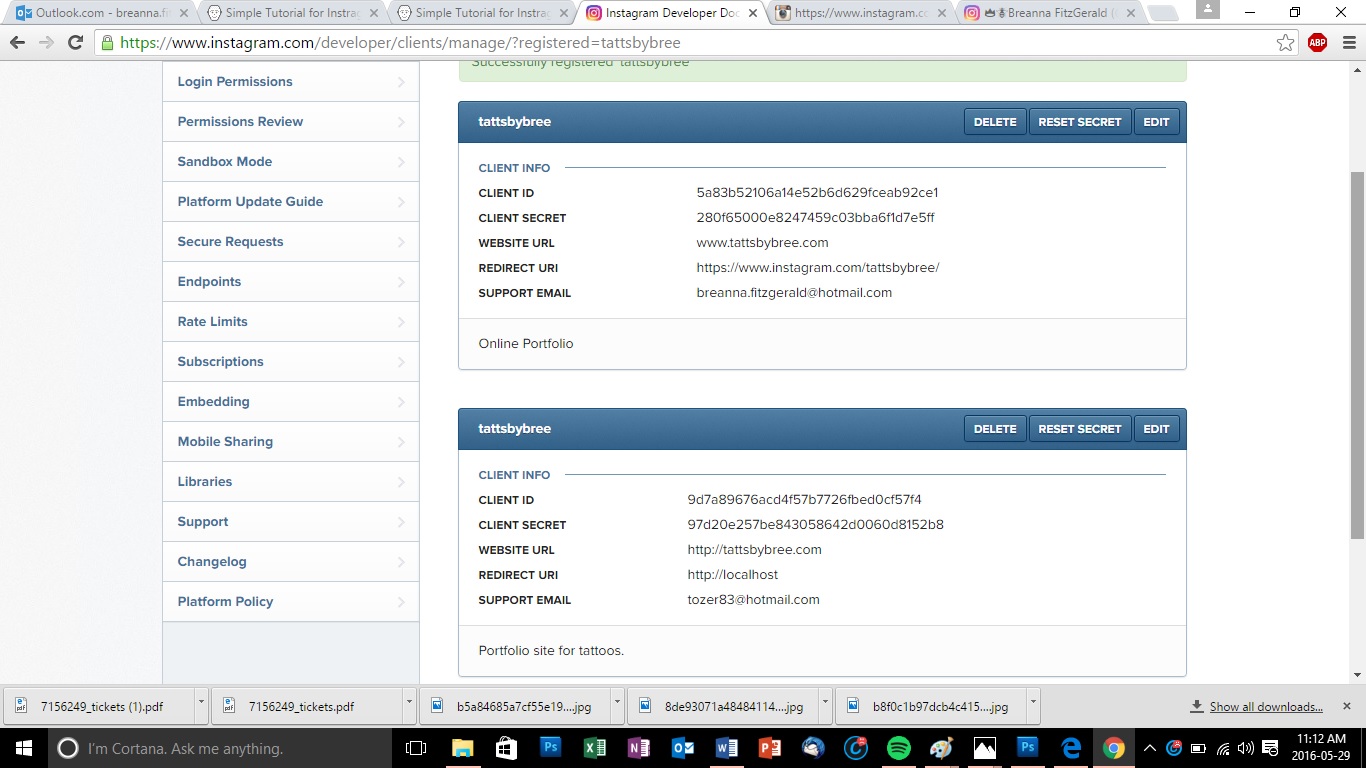 Outlook.com - breanna.fi
Simple Tutorial for Instra
Simple Tutorial for Instra
Instagram Developer Doc
https://www.instagram.co
Breanna FitzGerald (
https://www.instagram.com/developer/clients/manage/?registered=tattsbybree
ABP
Successfully registered tattsbybree
Login Permissions
Permissions Review
Sandbox Mode
Platform Update Guide
Secure Requests
Endpoints
Rate Limits
Subscriptions
Embedding
Mobile Sharing
Libraries
Support
Changelog
Platform Policy
tattsbybree DELETE RESET SECRET EDIT
CLIENT INFO
CLIENT ID 5a83b52106a14e52b6d629fceab92ce1
CLIENT SECRET 280f65000e8247459c03bba6f1d7e5ff
WEBSITE URL www.tattsbybree.com
REDIRECT URI https://www.instagram.com/tattsbybree/
SUPPORT EMAIL breanna.fitzgerald@hotmail.com
Online Portfolio
tattsbybree DELETE RESET SECRET EDIT
CLIENT INFO
CLIENT ID 9d7a89676acd4f57b7726fbed0cf57f4
CLIENT SECRET 97d20e257be843058642d0060d8152b8
WEBSITE URL http://tattsbybree.com
REDIRECT URI http://localhost
SUPPORT EMAIL tozer83@hotmail.com
Portfolio site for tattoos.
7156249_tickets (1).pdf
7156249_tickets.pdf
b5a84685a7cf55e19....jpg
8de93071a48484114....jpg
b8f0c1b97dcb4c415....jpg
Show all downloads...
I'm Cortana. Ask me anything.
11:12 AM
2016-05-29